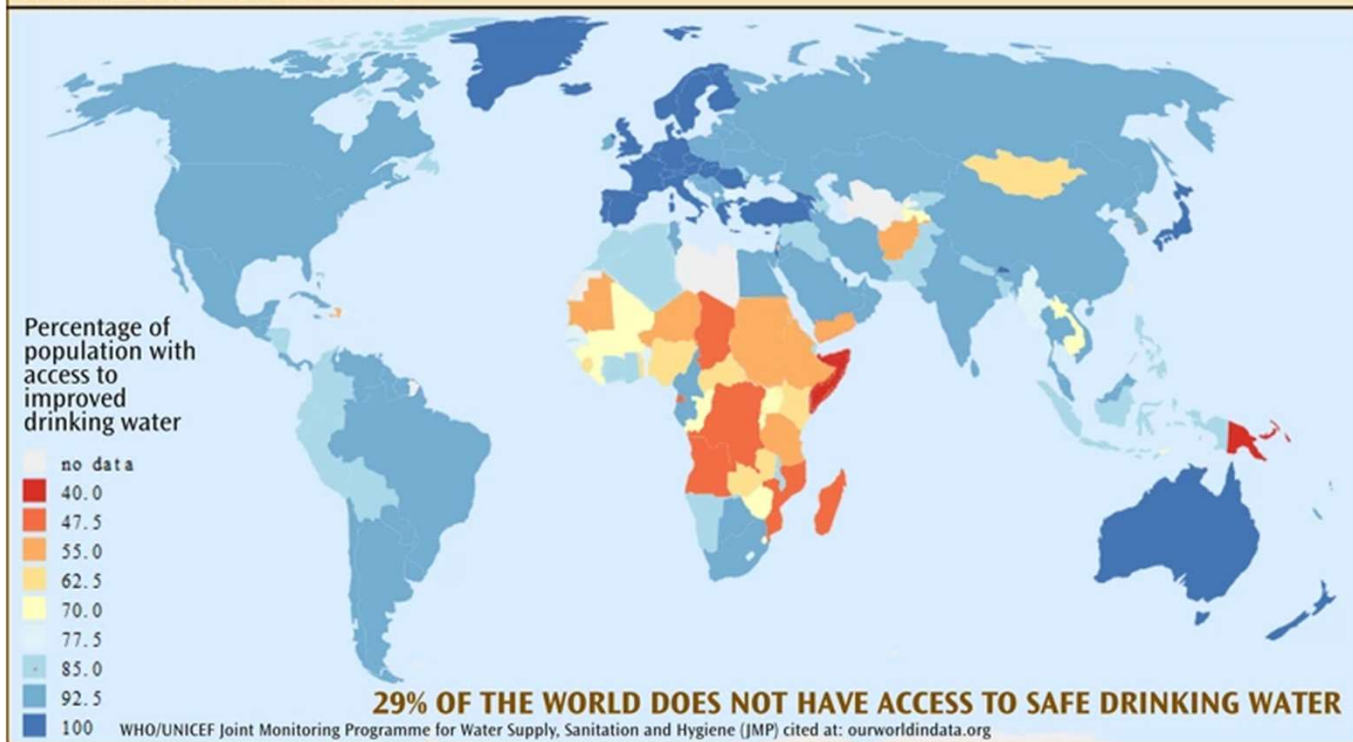 Percentage of
population with
access to
improved
drinking water
no data
40.0
47.5
55.0
62.5
70.0
77.5
85.0
92.5
100
29% OF THE WORLD DOES NOT HAVE ACCESS TO SAFE DRINKING WATER
WHO/UNICEF Joint Monitoring Programme for Water Supply, Sanitation and Hygiene (JMP) cited at: ourworldindata.org